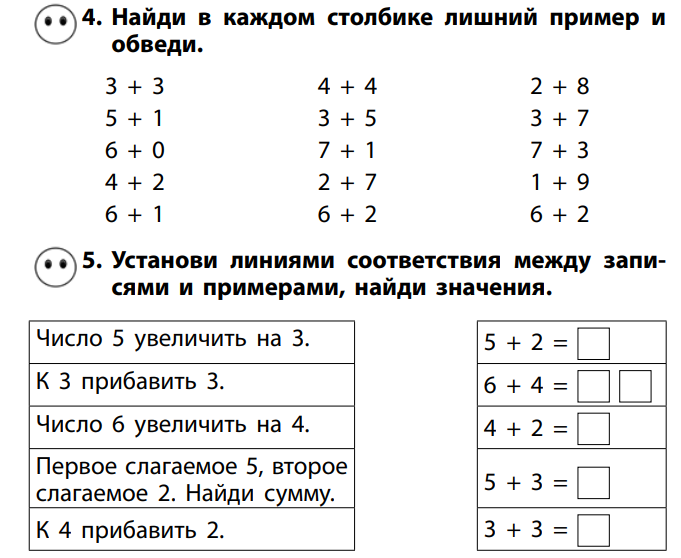 4. Найди в каждом столбике лишний пример и
обведи.
3 + 3 4 + 4 2 + 8
5 + 1 3 + 5 3 + 7
6 + 0 7 + 1 7 + 3
4 + 2 2 + 7 1 + 9
6 + 1 6 + 2 6 + 2
5. Установи линиями соответствия между запи-
сями и примерами, найди значения.
Число 5 увеличить на 3.
5 + 2 =
К 3 прибавить 3.
6 + 4 =
Число 6 увеличить на 4.
4 + 2 =
Первое слагаемое 5, второе
слагаемое 2. Найди сумму.
5 + 3 =
К 4 прибавить 2.
3 + 3 =